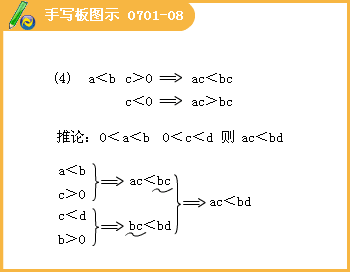 手写板图示 0701-08
(4) a＜b c＞0 ⟹ ac＜bc
c＜0 ⟹ ac＞bc
推论：0＜a＜b 0＜c＜d 则 ac＜bd
a＜b
c＞0
⟹ ac＜bc
c＜d
b＞0
⟹ bc＜bd
⟹ ac＜bd